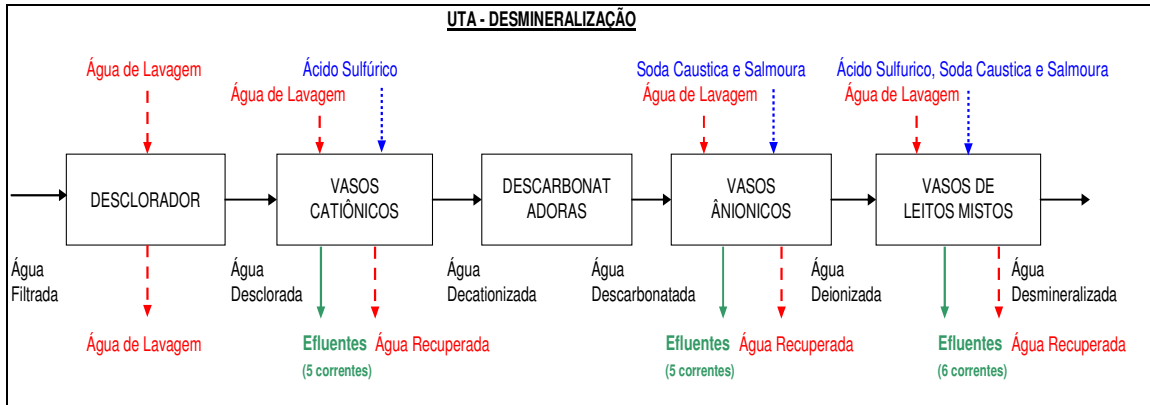 UTA - DESMINERALIZAÇÃO
Água de Lavagem
Ácido Sulfúrico
Água de Lavagem
Soda Caustica e Salmoura
Água de Lavagem
Ácido Sulfurico, Soda Caustica e Salmoura
Água de Lavagem
DESCLORADOR
VASOS
CATIÔNICOS
DESCARBONAT
ADORAS
VASOS
ÂNIONICOS
VASOS DE
LEITOS MISTOS
Água
Filtrada
Água
Desclorada
Água
Decationizada
Água
Descarbonatada
Água
Deionizada
Água
Desmineralizada
Água de Lavagem
Efluentes
(5 correntes)
Água Recuperada
Efluentes
(5 correntes)
Água Recuperada
Efluentes
(6 correntes)
Água Recuperada